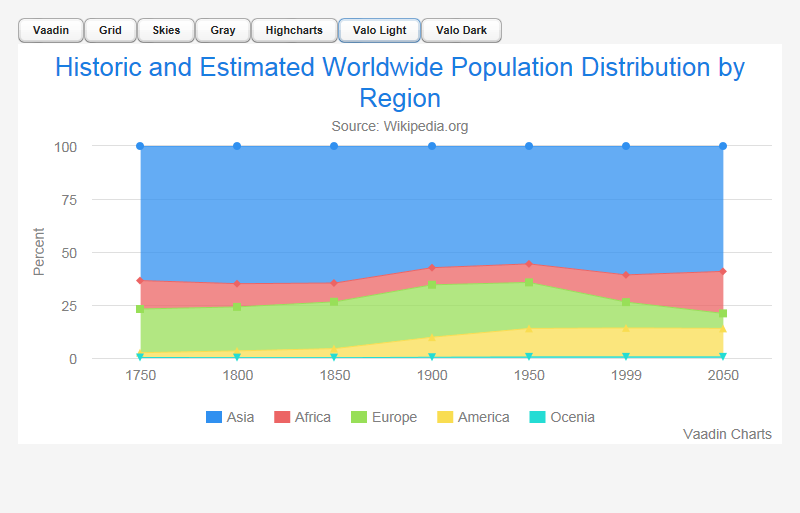 Vaadin Grid Skies Gray Highcharts Valo Light Valo Dark
Historic and Estimated Worldwide Population Distribution by
Region
Source: Wikipedia.org
Percent
100
75
50
25
0
1750 1800 1850 1900 1950 1999 2050
Asia Africa Europe America Ocenia
Vaadin Charts